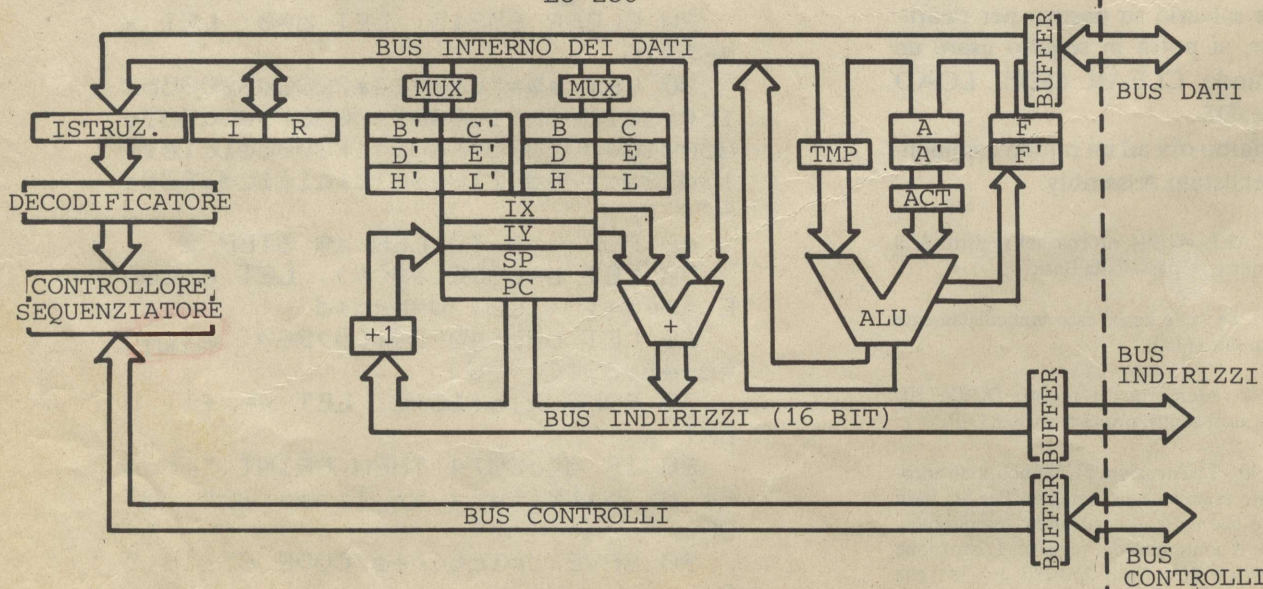 BUS INTERNO DEI DATI
BUFFER
BUS DATI
MUX
MUX
ISTRUZ.
I R
B' C'
D' E'
H' L'
B C
D E
H L
IX
IY
SP
PC
TMP
A
A'
ACT
F
F'
DECODIFICATORE
CONTROLLORE
SEQUENZIATORE
+1
+
ALU
BUS
INDIRIZZI
BUS INDIRIZZI (16 BIT)
BUFFER
BUS CONTROLLI
BUFFER
BUS
CONTROLLI